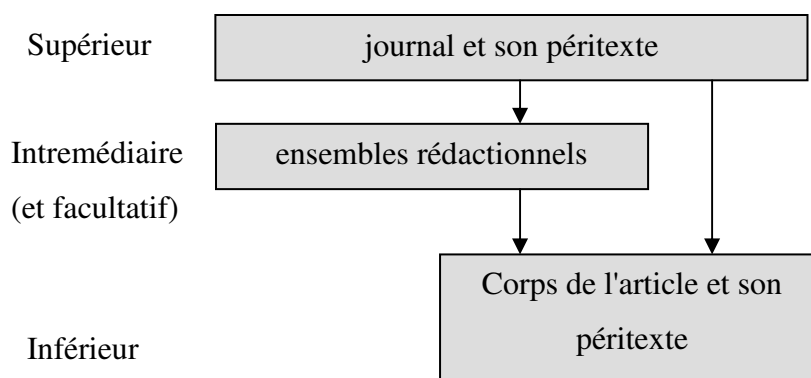 Supérieur
journal et son péritexte
Intremédiaire
(et facultatif)
ensembles rédactionnels
Corps de l'article et son
péritexte
Inférieur